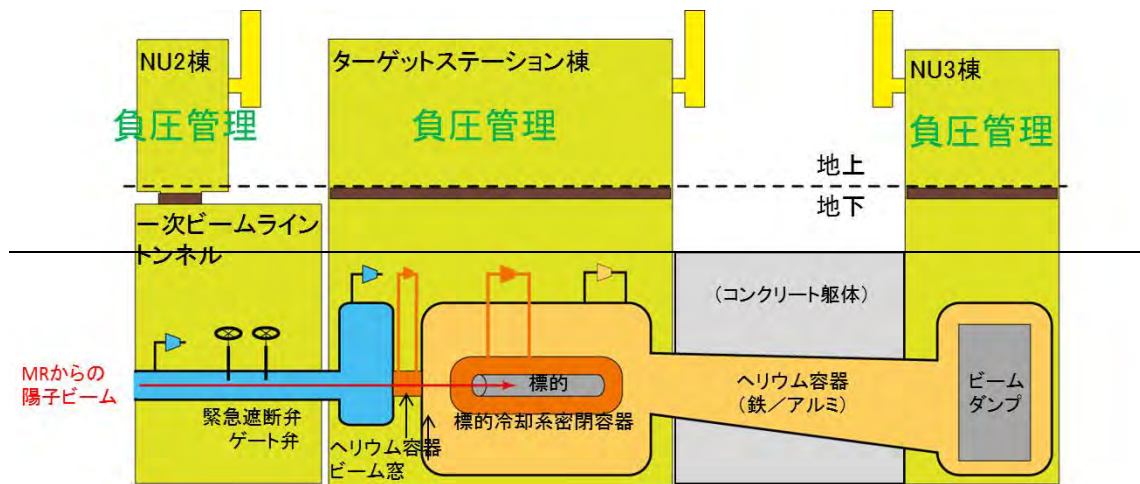 NU2棟
負圧管理
ターゲットステーション棟
負圧管理
NU3棟
負圧管理
地上
地下
一次ビームライン
トンネル
(コンクリート躯体)
MRからの
陽子ビーム
緊急遮断弁
ゲート弁
ヘリウム容器
ビーム窓
標的
標的冷却系密閉容器
ヘリウム容器
(鉄/アルミ)
ビーム
ダンプ